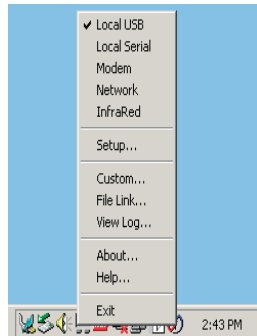 Local USB
Local Serial
Modem
Network
InfraRed
Setup...
Custom...
File Link...
View Log...
About...
Help...
Exit
2:43 PM